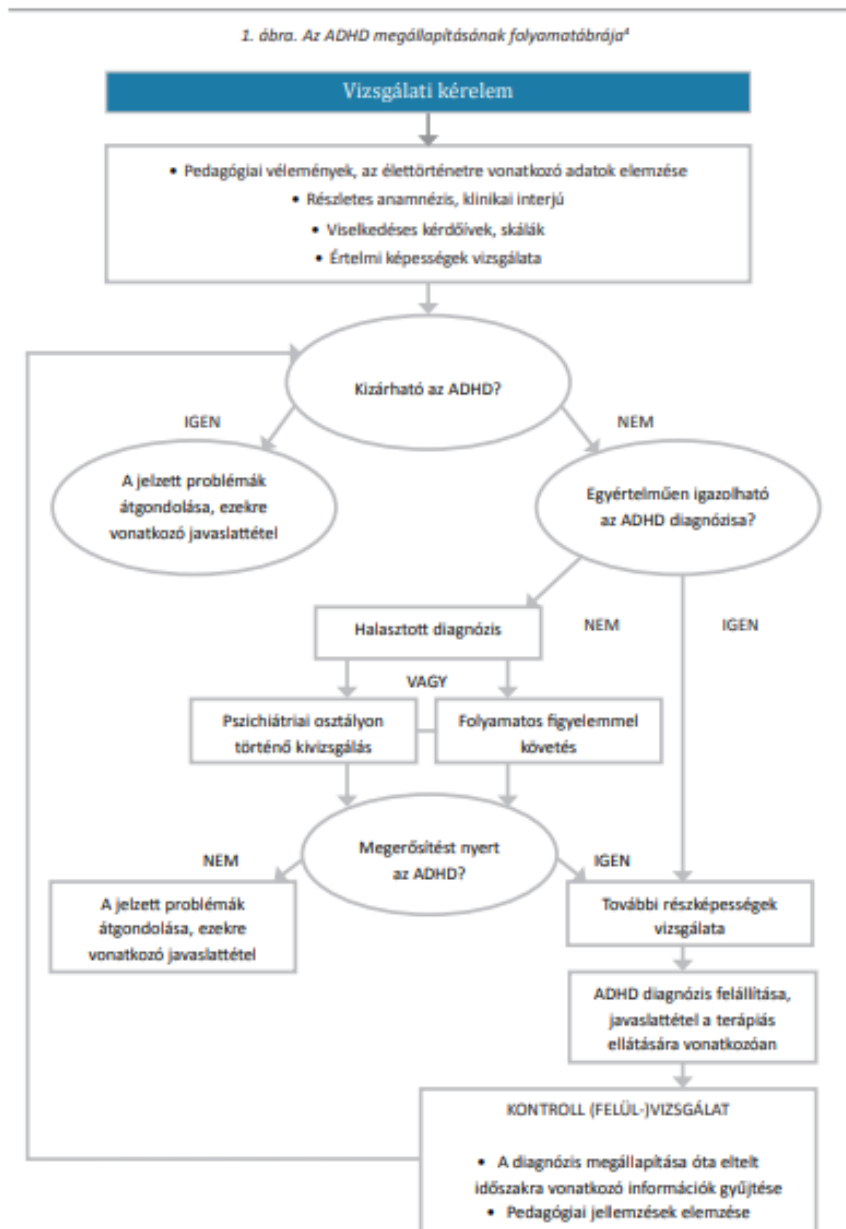 1. ábra. Az ADHD megállapításának folyamatábrája⁴
Vizsgálati kérelem
• Pedagógiai vélemények, az élettörténetre vonatkozó adatok elemzése
• Részletes anamnézis, klinikai interjú
• Viselkedéses kérdőívek, skálák
• Értelmi képességek vizsgálata
Kizárható az ADHD?
IGEN
NEM
A jelzett problémák
átgondolása, ezekre
vonatkozó javaslattétel
Egyértelműen igazolható
az ADHD diagnózisa?
Halasztott diagnózis
NEM
IGEN
VAGY
Pszichiátriai osztályon
történő kivizsgálás
Folyamatos figyelemmel
követés
Megerősítést nyert
az ADHD?
NEM
IGEN
A jelzett problémák
átgondolása, ezekre
vonatkozó javaslattétel
További részképességek
vizsgálata
ADHD diagnózis felállítása,
javaslattétel a terápiás
ellátására vonatkozóan
KONTROLL (FELÜL-)VIZSGÁLAT
• A diagnózis megállapítása óta eltelt
időszakra vonatkozó információk gyűjtése
• Pedagógiai jellemzések elemzése